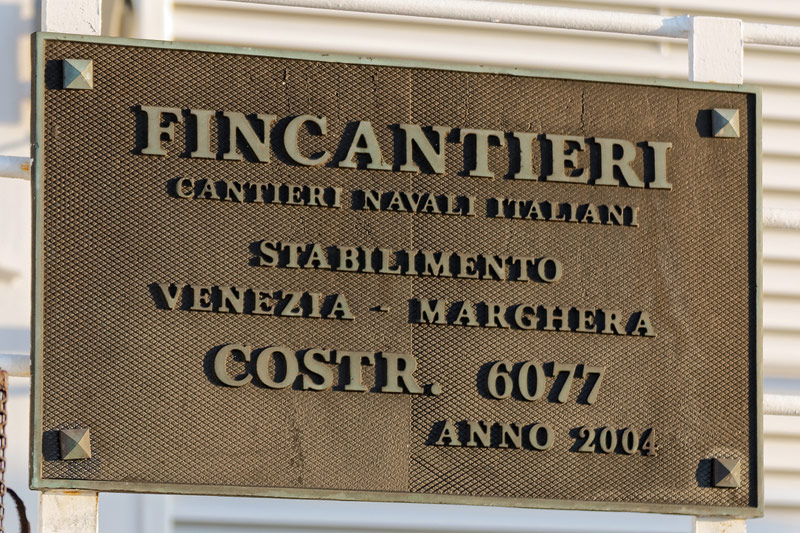 FINCANTIERI
CANTIERI NAVALI ITALIANI
STABILIMENTO
VENEZIA - MARGHERA
COSTR. 6077
ANNO 2004